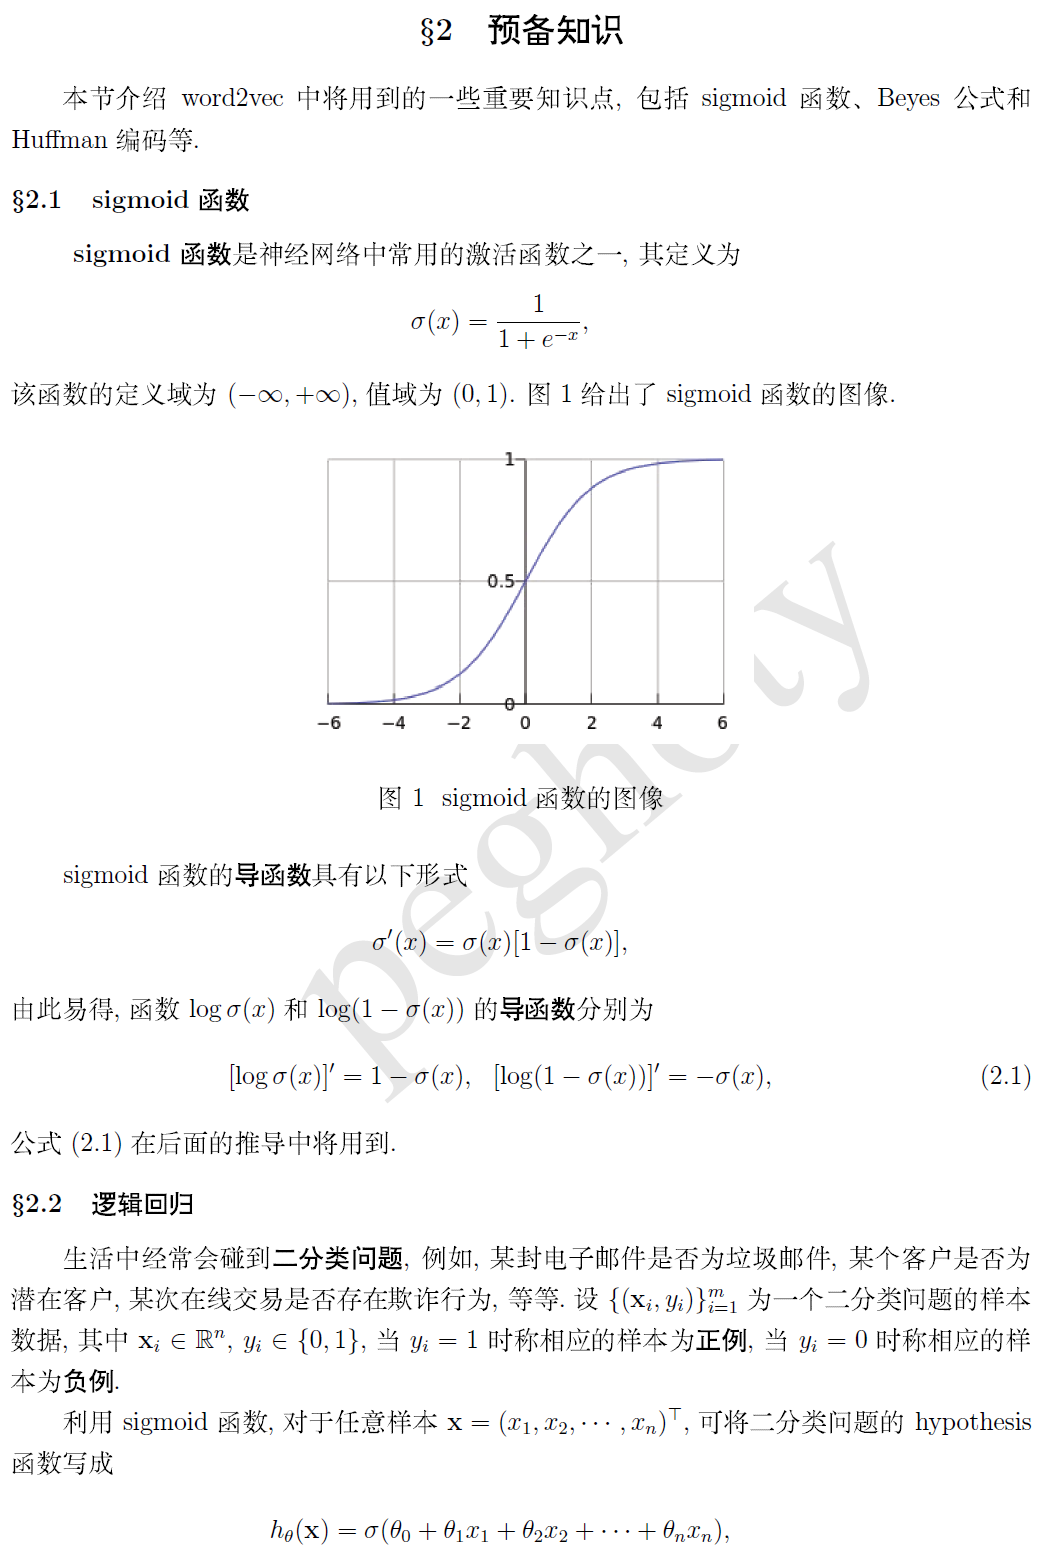 §2 预备知识
本节介绍 word2vec 中将用到的一些重要知识点, 包括 sigmoid 函数、Beyes 公式和
Huffman 编码等.
§2.1 sigmoid 函数
sigmoid 函数是神经网络中常用的激活函数之一, 其定义为
σ(x) = 1 / (1 + e^{−x}),
该函数的定义域为 (−∞, +∞), 值域为 (0, 1). 图 1 给出了 sigmoid 函数的图像.
1
0.5
0
−6 −4 −2 0 2 4 6
图 1 sigmoid 函数的图像
sigmoid 函数的导函数具有以下形式
σ′(x) = σ(x)[1 − σ(x)],
由此易得, 函数 log σ(x) 和 log(1 − σ(x)) 的导函数分别为
[log σ(x)]′ = 1 − σ(x), [log(1 − σ(x))]′ = −σ(x), (2.1)
公式 (2.1) 在后面的推导中将用到.
§2.2 逻辑回归
生活中经常会碰到二分类问题, 例如, 某封电子邮件是否为垃圾邮件, 某个客户是否为
潜在客户, 某次在线交易是否存在欺诈行为, 等等. 设 {(x_i, y_i)}_{i=1}^m 为一个二分类问题的样本
数据, 其中 x_i ∈ ℝ^n, y_i ∈ {0, 1}, 当 y_i = 1 时称相应的样本为正例, 当 y_i = 0 时称相应的样
本为负例.
利用 sigmoid 函数, 对于任意样本 x = (x_1, x_2, ⋯ , x_n)^⊤, 可将二分类问题的 hypothesis
函数写成
h_θ(x) = σ(θ_0 + θ_1x_1 + θ_2x_2 + ⋯ + θ_nx_n),